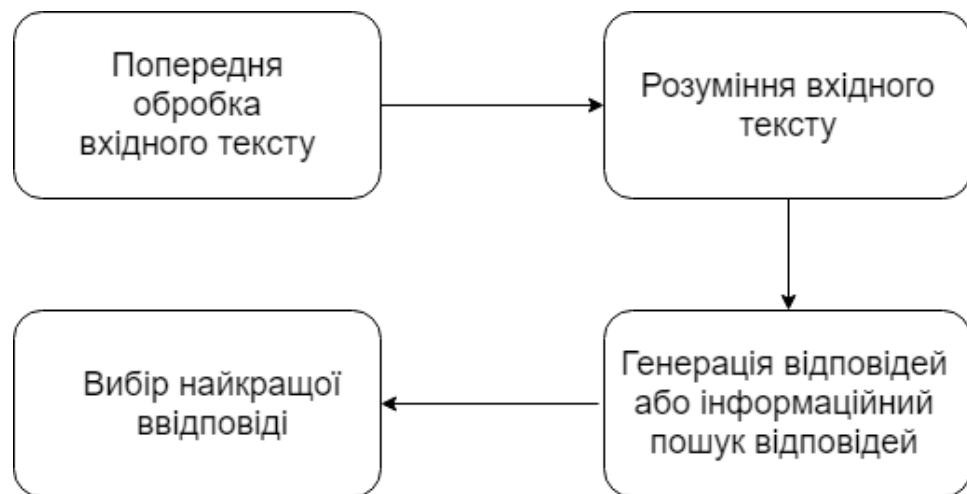 Попередня
обробка
вхідного тексту
Розуміння вхідного
тексту
Генерація відповідей
або інформаційний
пошук відповідей
Вибір найкращої
ввідповіді